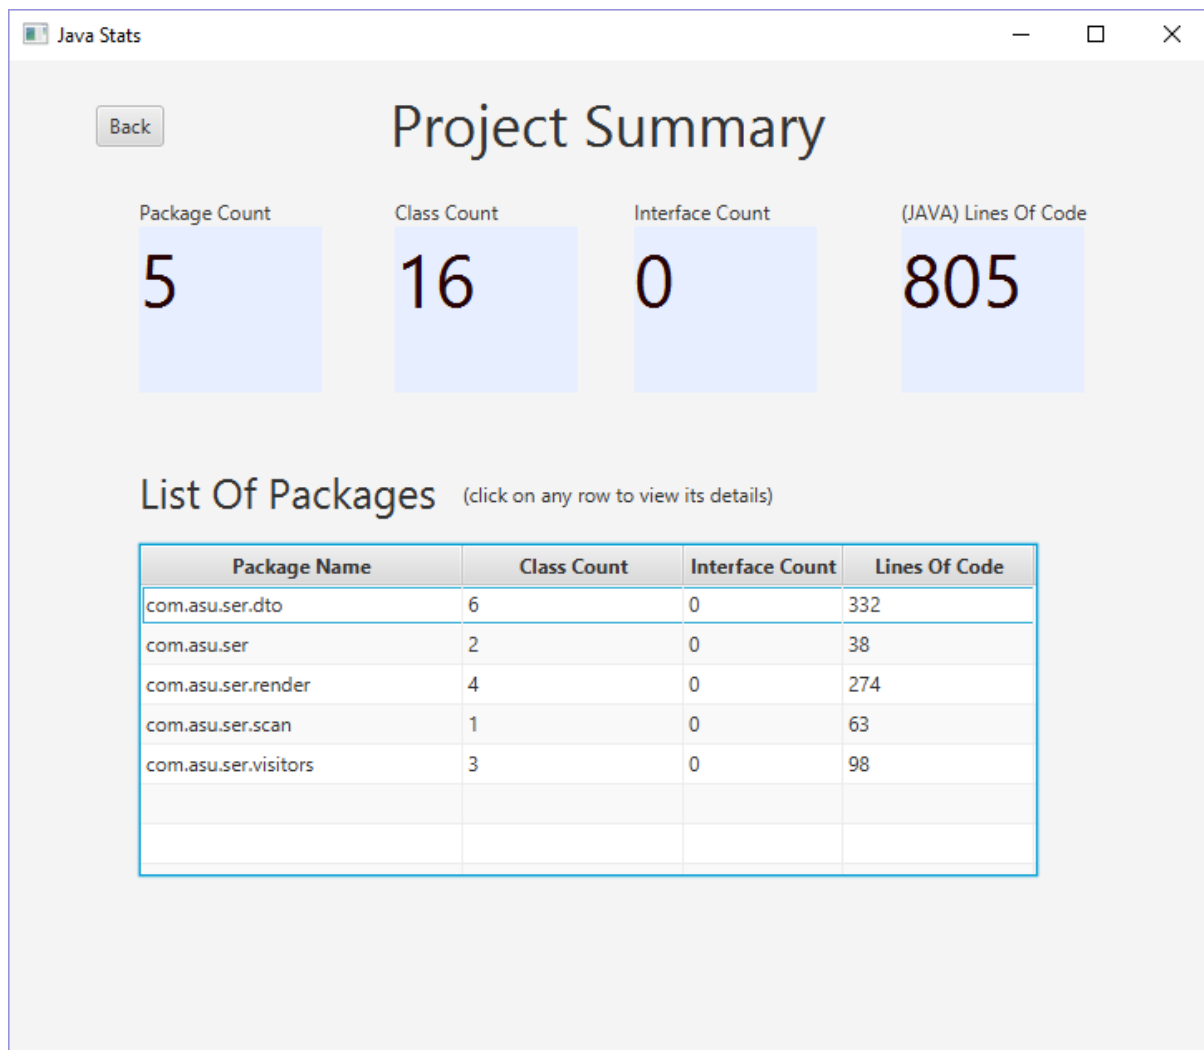 Java Stats
Back
Project Summary
Package Count Class Count Interface Count (JAVA) Lines Of Code
5 16 0 805
List Of Packages (click on any row to view its details)
Package Name Class Count Interface Count Lines Of Code
com.asu.ser.dto 6 0 332
com.asu.ser 2 0 38
com.asu.ser.render 4 0 274
com.asu.ser.scan 1 0 63
com.asu.ser.visitors 3 0 98